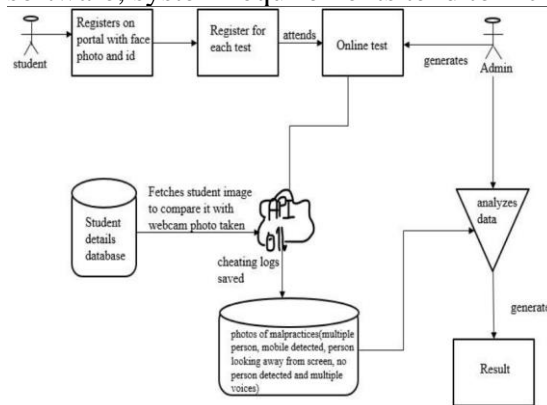 Registers on
portal with face
photo and id
student
Register for
each test
attends
Online test
generates
Admin
Student
details
database
Fetches student image
to compare it with
webcam photo taken
API
cheating logs
saved
analyzes
data
photos of malpractices(multiple
person, mobile detected, person
looking away from screen, no
person detected and multiple
voices)
generate
Result